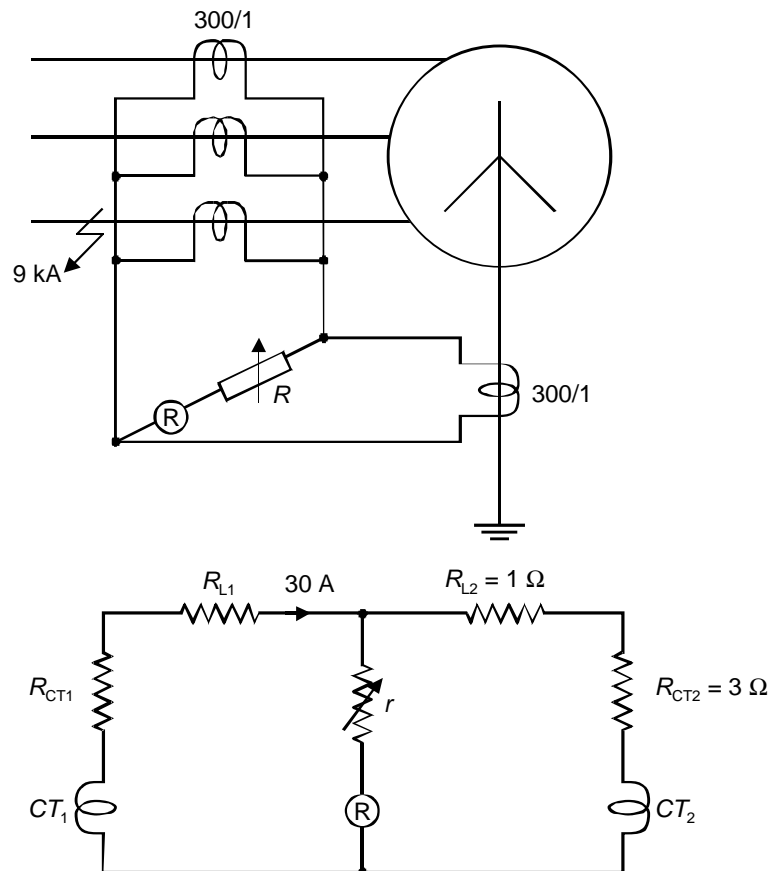 300/1
9 kA
R
R
300/1
R_L1
30 A
R_L2 = 1 Ω
R_CT1
r
R_CT2 = 3 Ω
CT_1
R
CT_2